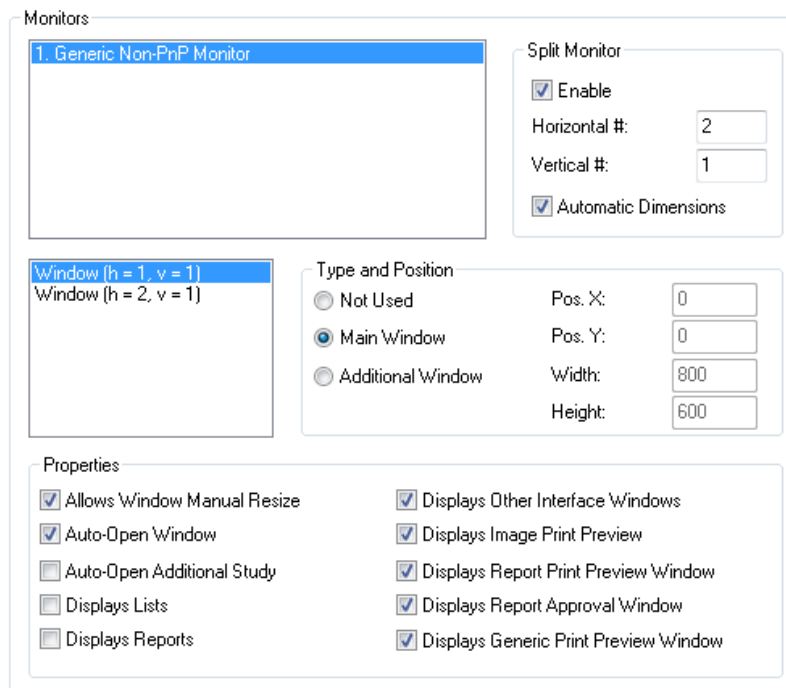 Monitors
1. Generic Non-PnP Monitor
Split Monitor
Enable
Horizontal #: 2
Vertical #: 1
Automatic Dimensions
Window (h = 1, v = 1)
Window (h = 2, v = 1)
Type and Position
Not Used Pos. X: 0
Main Window Pos. Y: 0
Additional Window Width: 800
Height: 600
Properties
Allows Window Manual Resize Displays Other Interface Windows
Auto-Open Window Displays Image Print Preview
Auto-Open Additional Study Displays Report Print Preview Window
Displays Lists Displays Report Approval Window
Displays Reports Displays Generic Print Preview Window